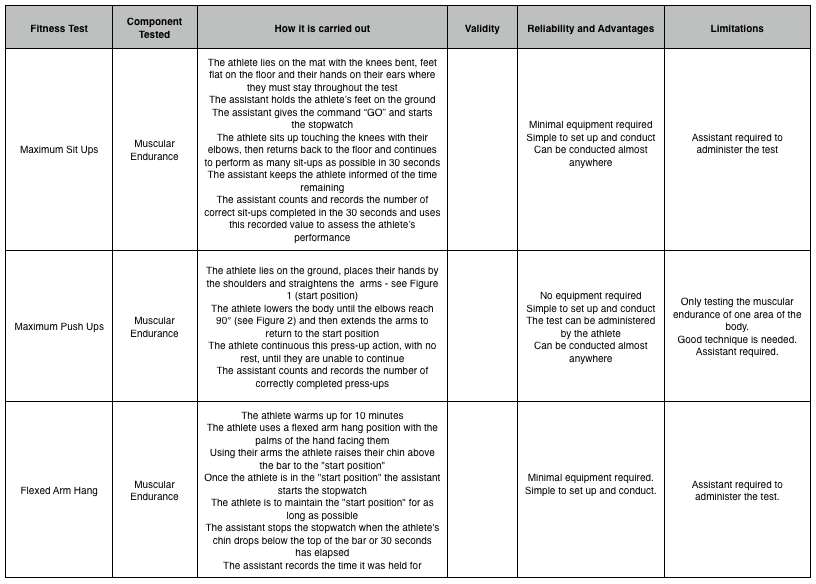 Fitness Test
Component
Tested
How it is carried out
Validity
Reliability and Advantages
Limitations
Maximum Sit Ups
Muscular
Endurance
The athlete lies on the mat with the knees bent, feet
flat on the floor and their hands on their ears where
they must stay throughout the test
The assistant holds the athlete's feet on the ground
The assistant gives the command “GO” and starts
the stopwatch
The athlete sits up touching the knees with their
elbows, then returns back to the floor and continues
to perform as many sit-ups as possible in 30 seconds
The assistant keeps the athlete informed of the time
remaining
The assistant counts and records the number of
correct sit-ups completed in the 30 seconds and uses
this recorded value to assess the athlete's
performance
Minimal equipment required
Simple to set up and conduct
Can be conducted almost
anywhere
Assistant required to
administer the test
Maximum Push Ups
Muscular
Endurance
The athlete lies on the ground, places their hands by
the shoulders and straightens the  arms - see Figure
1 (start position)
The athlete lowers the body until the elbows reach
90° (see Figure 2) and then extends the arms to
return to the start position
The athlete continuous this press-up action, with no
rest, until they are unable to continue
The assistant counts and records the number of
correctly completed press-ups
No equipment required
Simple to set up and conduct
The test can be administered
by the athlete
Can be conducted almost
anywhere
Only testing the muscular
endurance of one area of the
body.
Good technique is needed.
Assistant required.
Flexed Arm Hang
Muscular
Endurance
The athlete warms up for 10 minutes
The athlete uses a flexed arm hang position with the
palms of the hand facing them
Using their arms the athlete raises their chin above
the bar to the "start position"
Once the athlete is in the "start position" the assistant
starts the stopwatch
The athlete is to maintain the "start position" for as
long as possible
The assistant stops the stopwatch when the athlete's
chin drops below the top of the bar or 30 seconds
has elapsed
The assistant records the time it was held for
Minimal equipment required.
Simple to set up and conduct.
Assistant required to
administer the test.